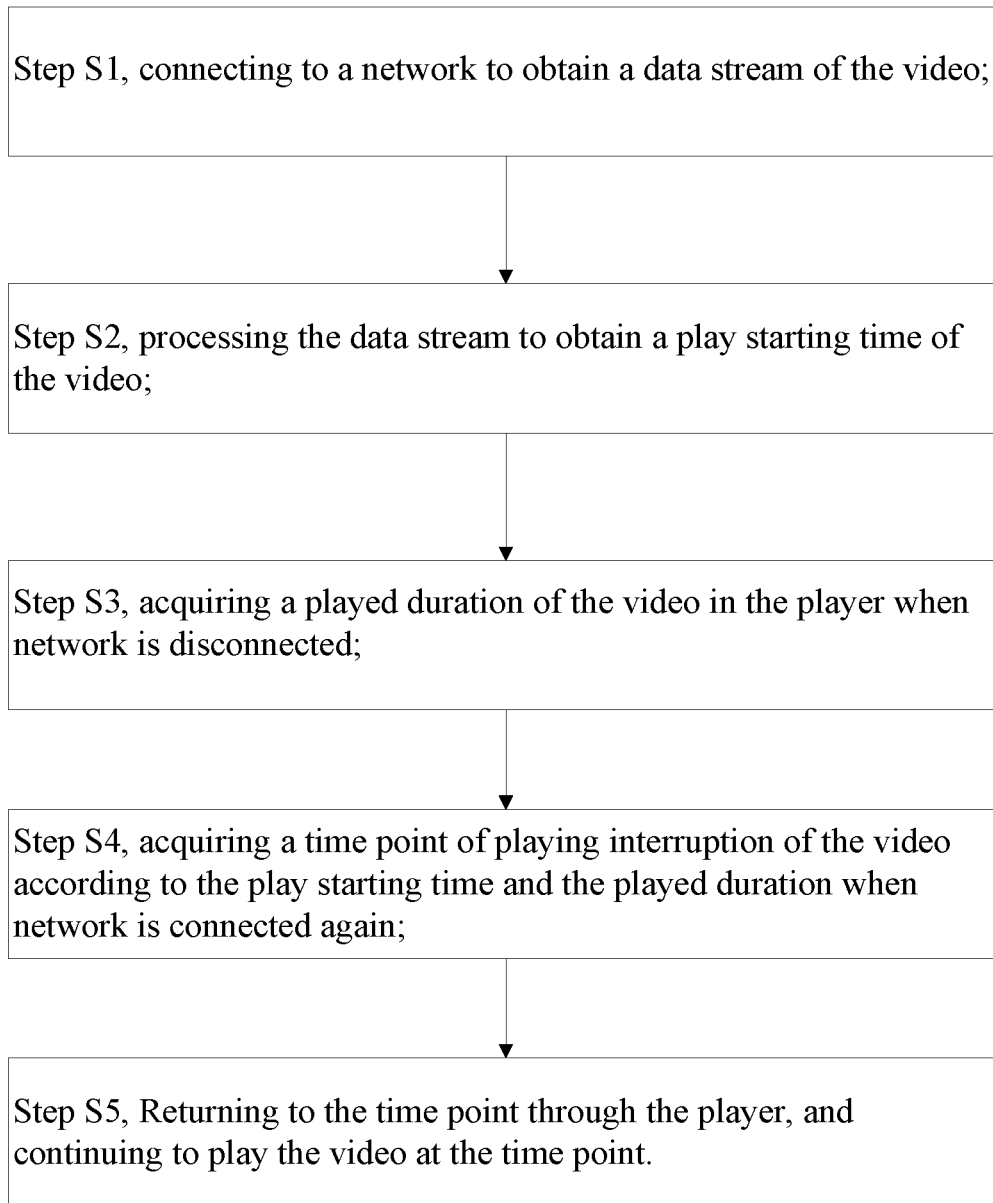 Step S1, connecting to a network to obtain a data stream of the video;
Step S2, processing the data stream to obtain a play starting time of
the video;
Step S3, acquiring a played duration of the video in the player when
network is disconnected;
Step S4, acquiring a time point of playing interruption of the video
according to the play starting time and the played duration when
network is connected again;
Step S5, Returning to the time point through the player, and
continuing to play the video at the time point.